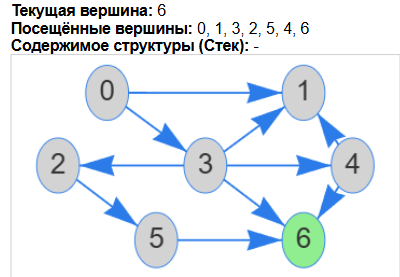 Текущая вершина: 6
Посещённые вершины: 0, 1, 3, 2, 5, 4, 6
Содержимое структуры (Стек): -
0 1
2 3 4
5 6